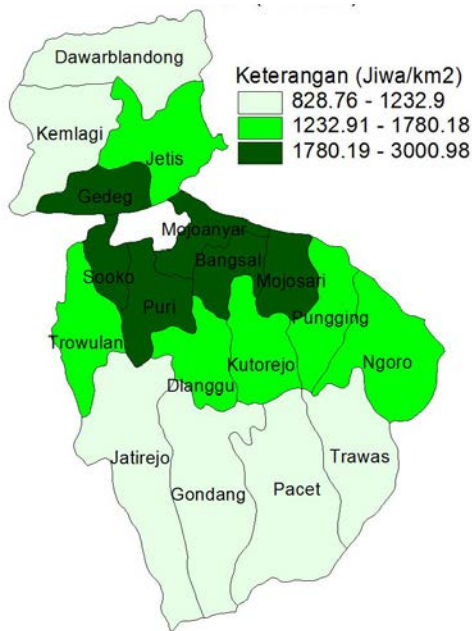 Dawarblandong
Keterangan (Jiwa/km2)
828.76 - 1232.9
1232.91 - 1780.18
1780.19 - 3000.98
Kemlagi
Jetis
Gedeg
Mojoanyar
Sooko
Bangsal
Mojosari
Puri
Pungging
Trowulan
Kutorejo
Ngoro
Dlanggu
Jatirejo
Trawas
Gondang
Pacet